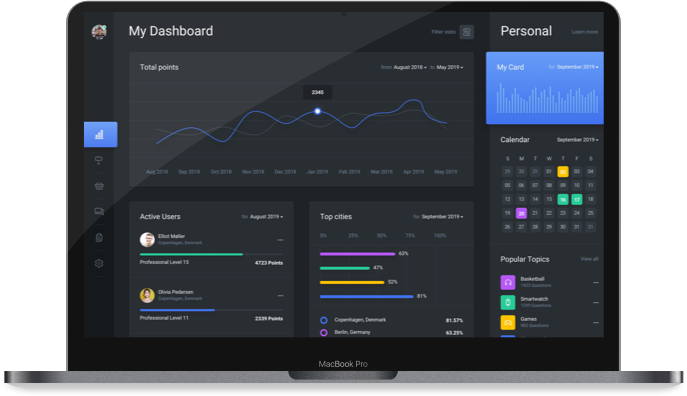 My Dashboard
Filter stats
Personal
Learn more
Total points
from August 2018 to May 2019
2345
Aug 2018 Sep 2018 Oct 2018 Nov 2018 Dec 2018 Jan 2019 Feb 2019 Mar 2019 Apr 2019 May 2019
My Card
for September 2019
Calendar
September 2019
S M T W T F S
29 30 31 01 02 03 04
05 06 07 08 09 10 11
12 13 14 15 16 17 18
19 20 21 22 23 24 25
26 27 28 29 30 31
Active Users
for August 2019
Elliot Møller
Copenhagen, Denmark
Professional Level 15
4723 Points
Olivia Pedersen
Copenhagen, Denmark
Professional Level 11
2339 Points
Top cities
for September 2019
0% 25% 50% 75% 100%
63%
47%
52%
81%
Copenhagen, Denmark 81.57%
Berlin, Germany 63.25%
Popular Topics
View all
Basketball
Questions
Smartwatch
Questions
Games
Questions
MacBook Pro